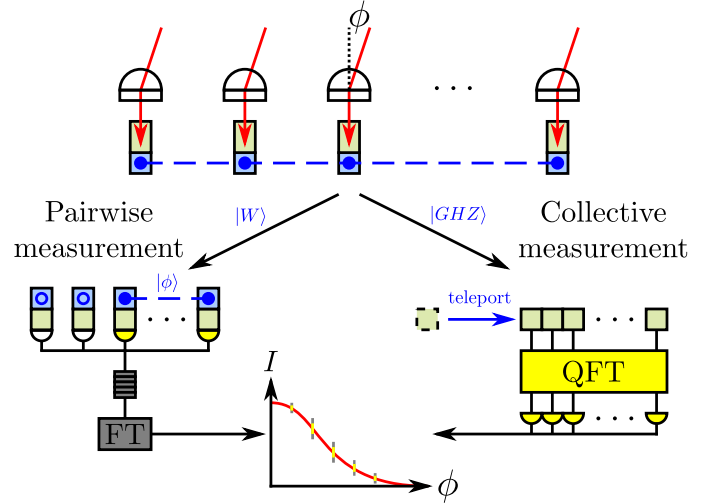 ϕ
· · ·
Pairwise
measurement
|W⟩
|GHZ⟩
Collective
measurement
|ϕ⟩
· · ·
teleport
· · ·
QFT
· · ·
FT
I
ϕ